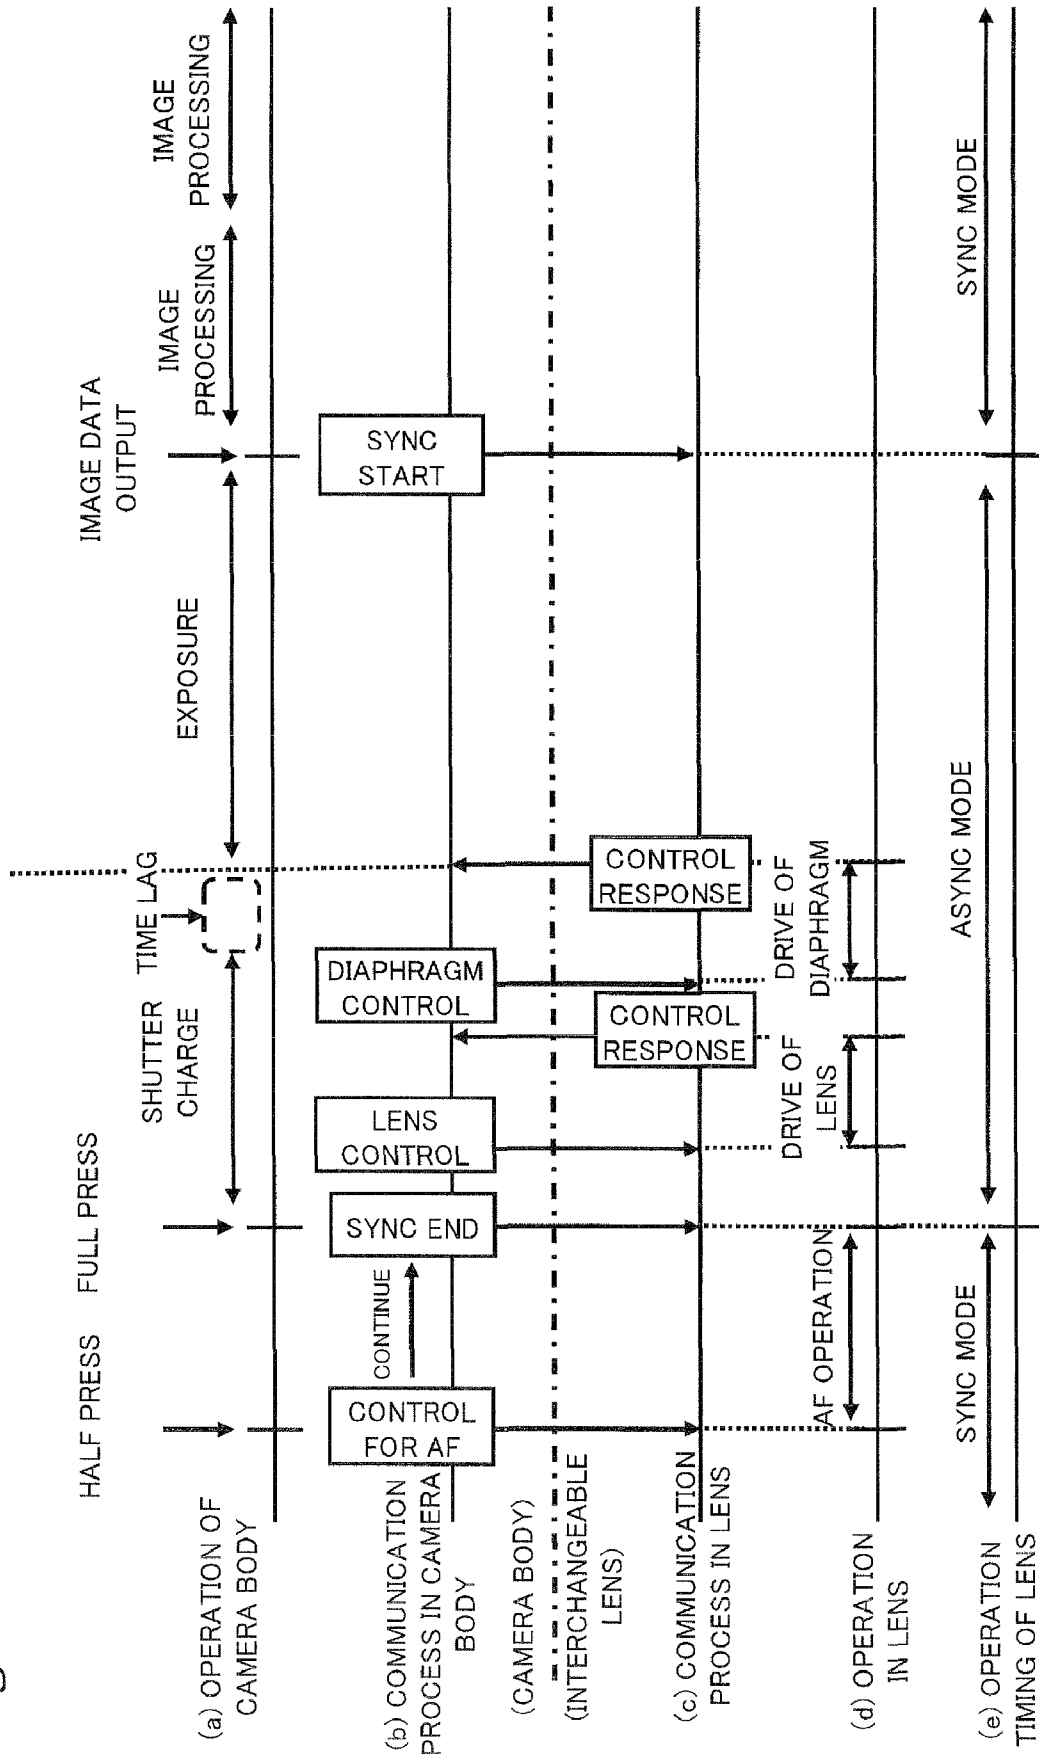 HALF PRESS
FULL PRESS
IMAGE DATA
OUTPUT
(a) OPERATION OF
CAMERA BODY
SHUTTER
CHARGE
TIME LAG
EXPOSURE
IMAGE
PROCESSING
IMAGE
PROCESSING
(b) COMMUNICATION
PROCESS IN CAMERA
BODY
CONTROL
FOR AF
CONTINUE
SYNC END
LENS
CONTROL
DIAPHRAGM
CONTROL
SYNC
START
(CAMERA BODY)
(INTERCHANGEABLE
LENS)
(c) COMMUNICATION
PROCESS IN LENS
CONTROL
RESPONSE
CONTROL
RESPONSE
(d) OPERATION
IN LENS
AF OPERATION
DRIVE OF
LENS
DRIVE OF
DIAPHRAGM
(e) OPERATION
TIMING OF LENS
SYNC MODE
ASYNC MODE
SYNC MODE